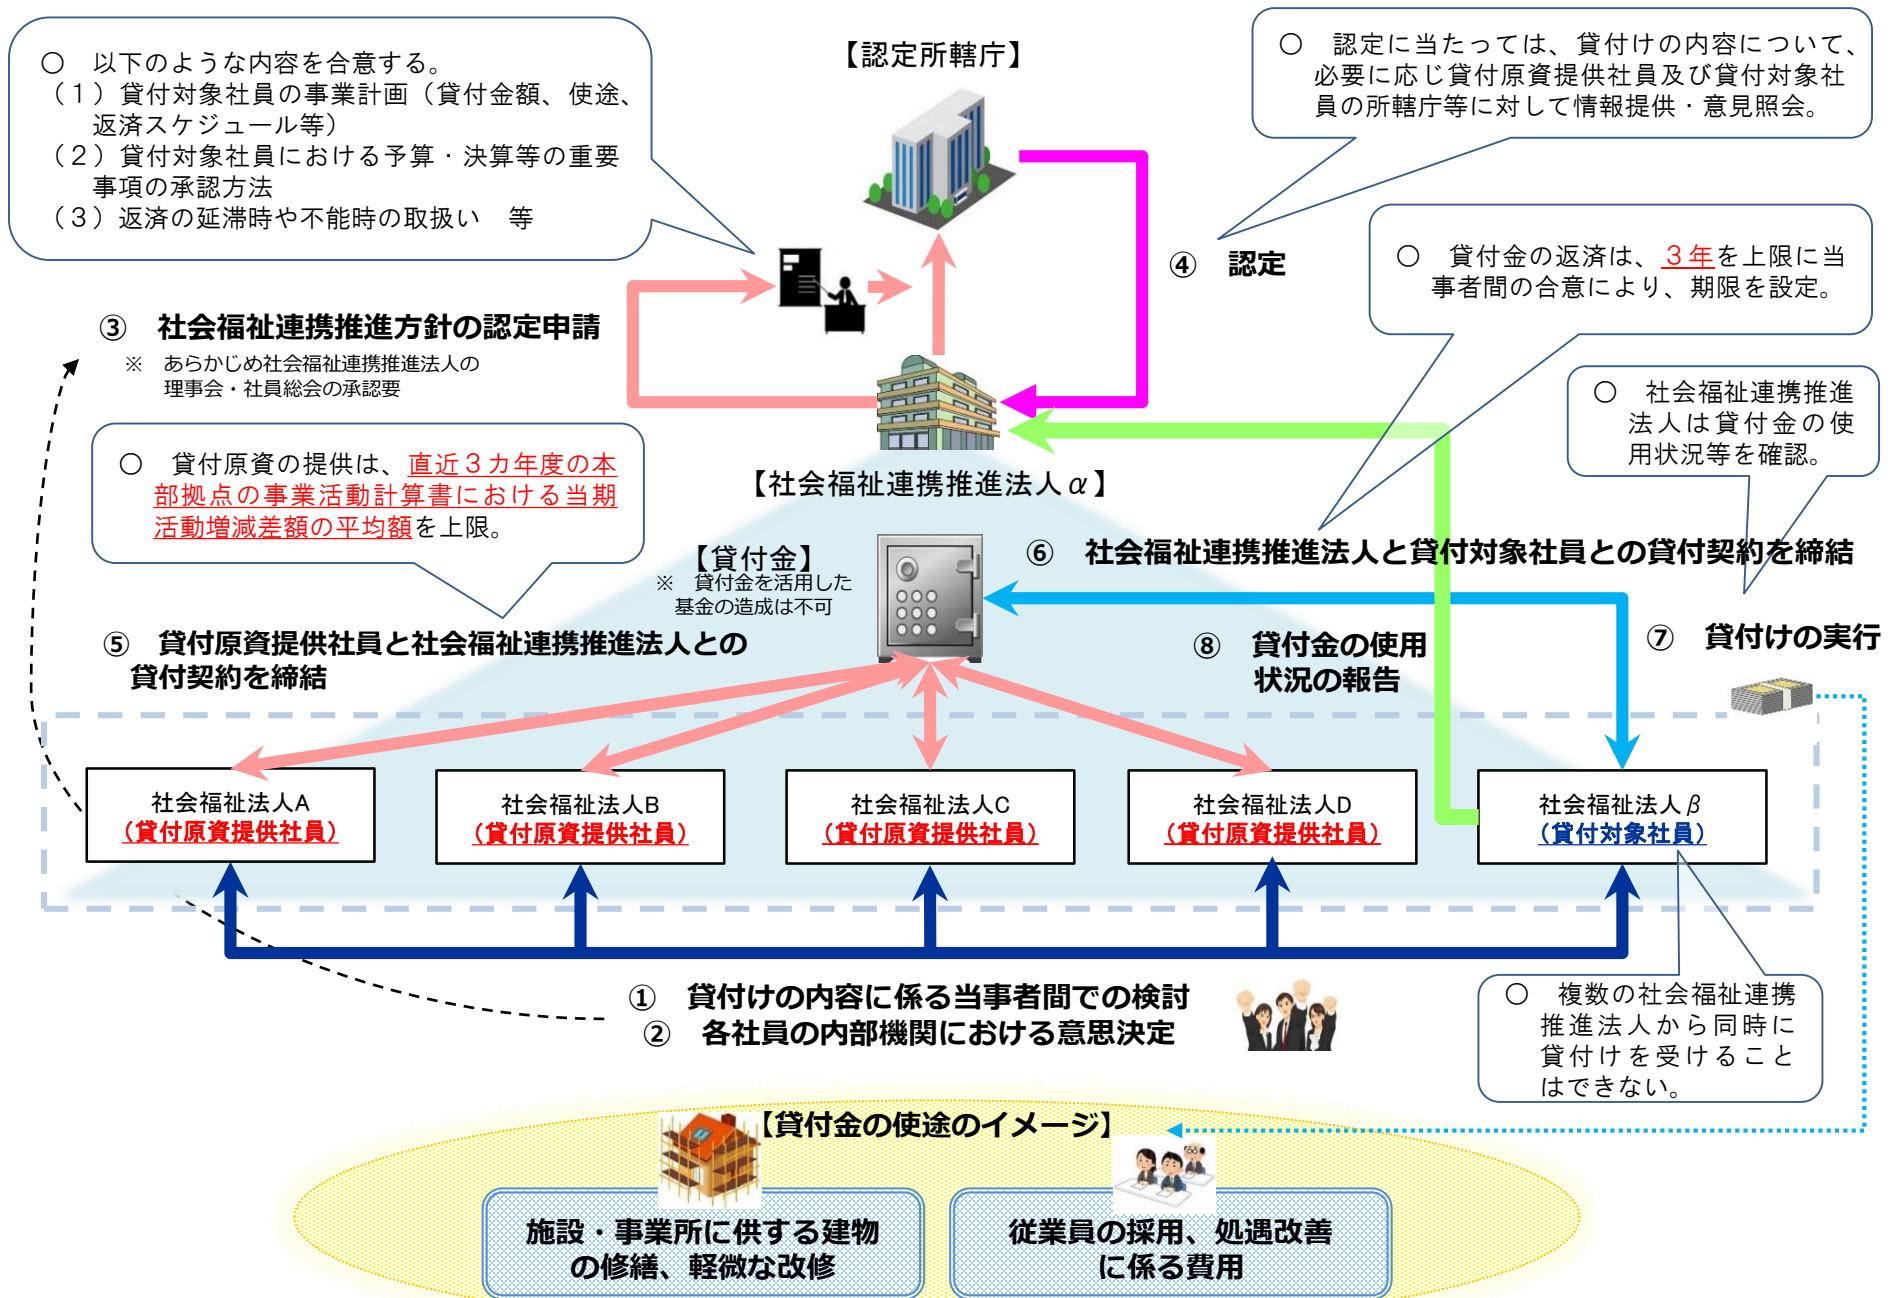 ○　以下のような内容を合意する。
（１）貸付対象社員の事業計画（貸付金額、使途、
返済スケジュール等）
（２）貸付対象社員における予算・決算等の重要
事項の承認方法
（３）返済の延滞時や不能時の取扱い　等
【認定所轄庁】
○　認定に当たっては、貸付けの内容について、
必要に応じ貸付原資提供社員及び貸付対象社
員の所轄庁等に対して情報提供・意見照会。
④　認定
○　貸付金の返済は、３年を上限に当
事者間の合意により、期限を設定。
③　社会福祉連携推進方針の認定申請
※　あらかじめ社会福祉連携推進法人の
理事会・社員総会の承認要
○　社会福祉連携推進
法人は貸付金の使
用状況等を確認。
○　貸付原資の提供は、直近３カ年度の本
部拠点の事業活動計算書における当期
活動増減差額の平均額を上限。
【社会福祉連携推進法人α】
【貸付金】
※　貸付金を活用した
基金の造成は不可
⑥　社会福祉連携推進法人と貸付対象社員との貸付契約を締結
⑤　貸付原資提供社員と社会福祉連携推進法人との
貸付契約を締結
⑧　貸付金の使用
状況の報告
⑦　貸付けの実行
社会福祉法人A
（貸付原資提供社員）
社会福祉法人B
（貸付原資提供社員）
社会福祉法人C
（貸付原資提供社員）
社会福祉法人D
（貸付原資提供社員）
社会福祉法人β
（貸付対象社員）
①　貸付けの内容に係る当事者間での検討
②　各社員の内部機関における意思決定
○　複数の社会福祉連携
推進法人から同時に
貸付けを受けること
はできない。
【貸付金の使途のイメージ】
施設・事業所に供する建物
の修繕、軽微な改修
従業員の採用、処遇改善
に係る費用